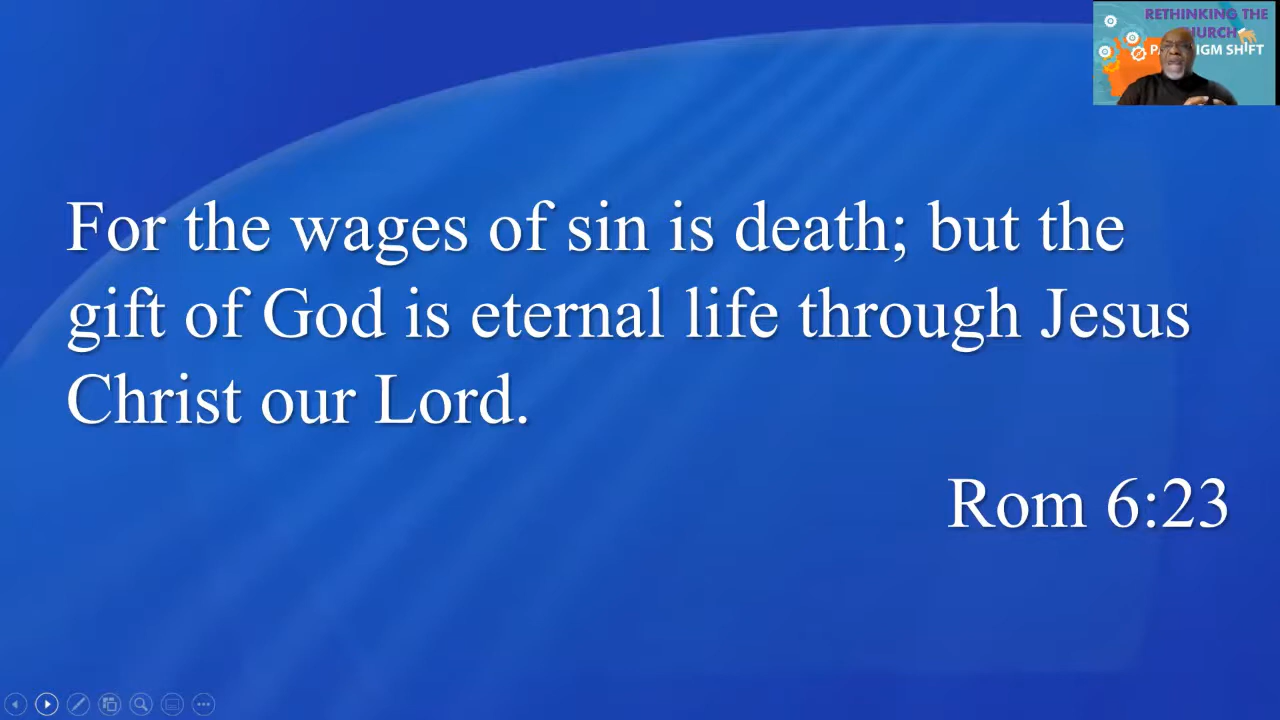 RETHINKING THE
For the wages of sin is death; but the
gift of God is eternal life through Jesus
Christ our Lord.
Rom 6:23